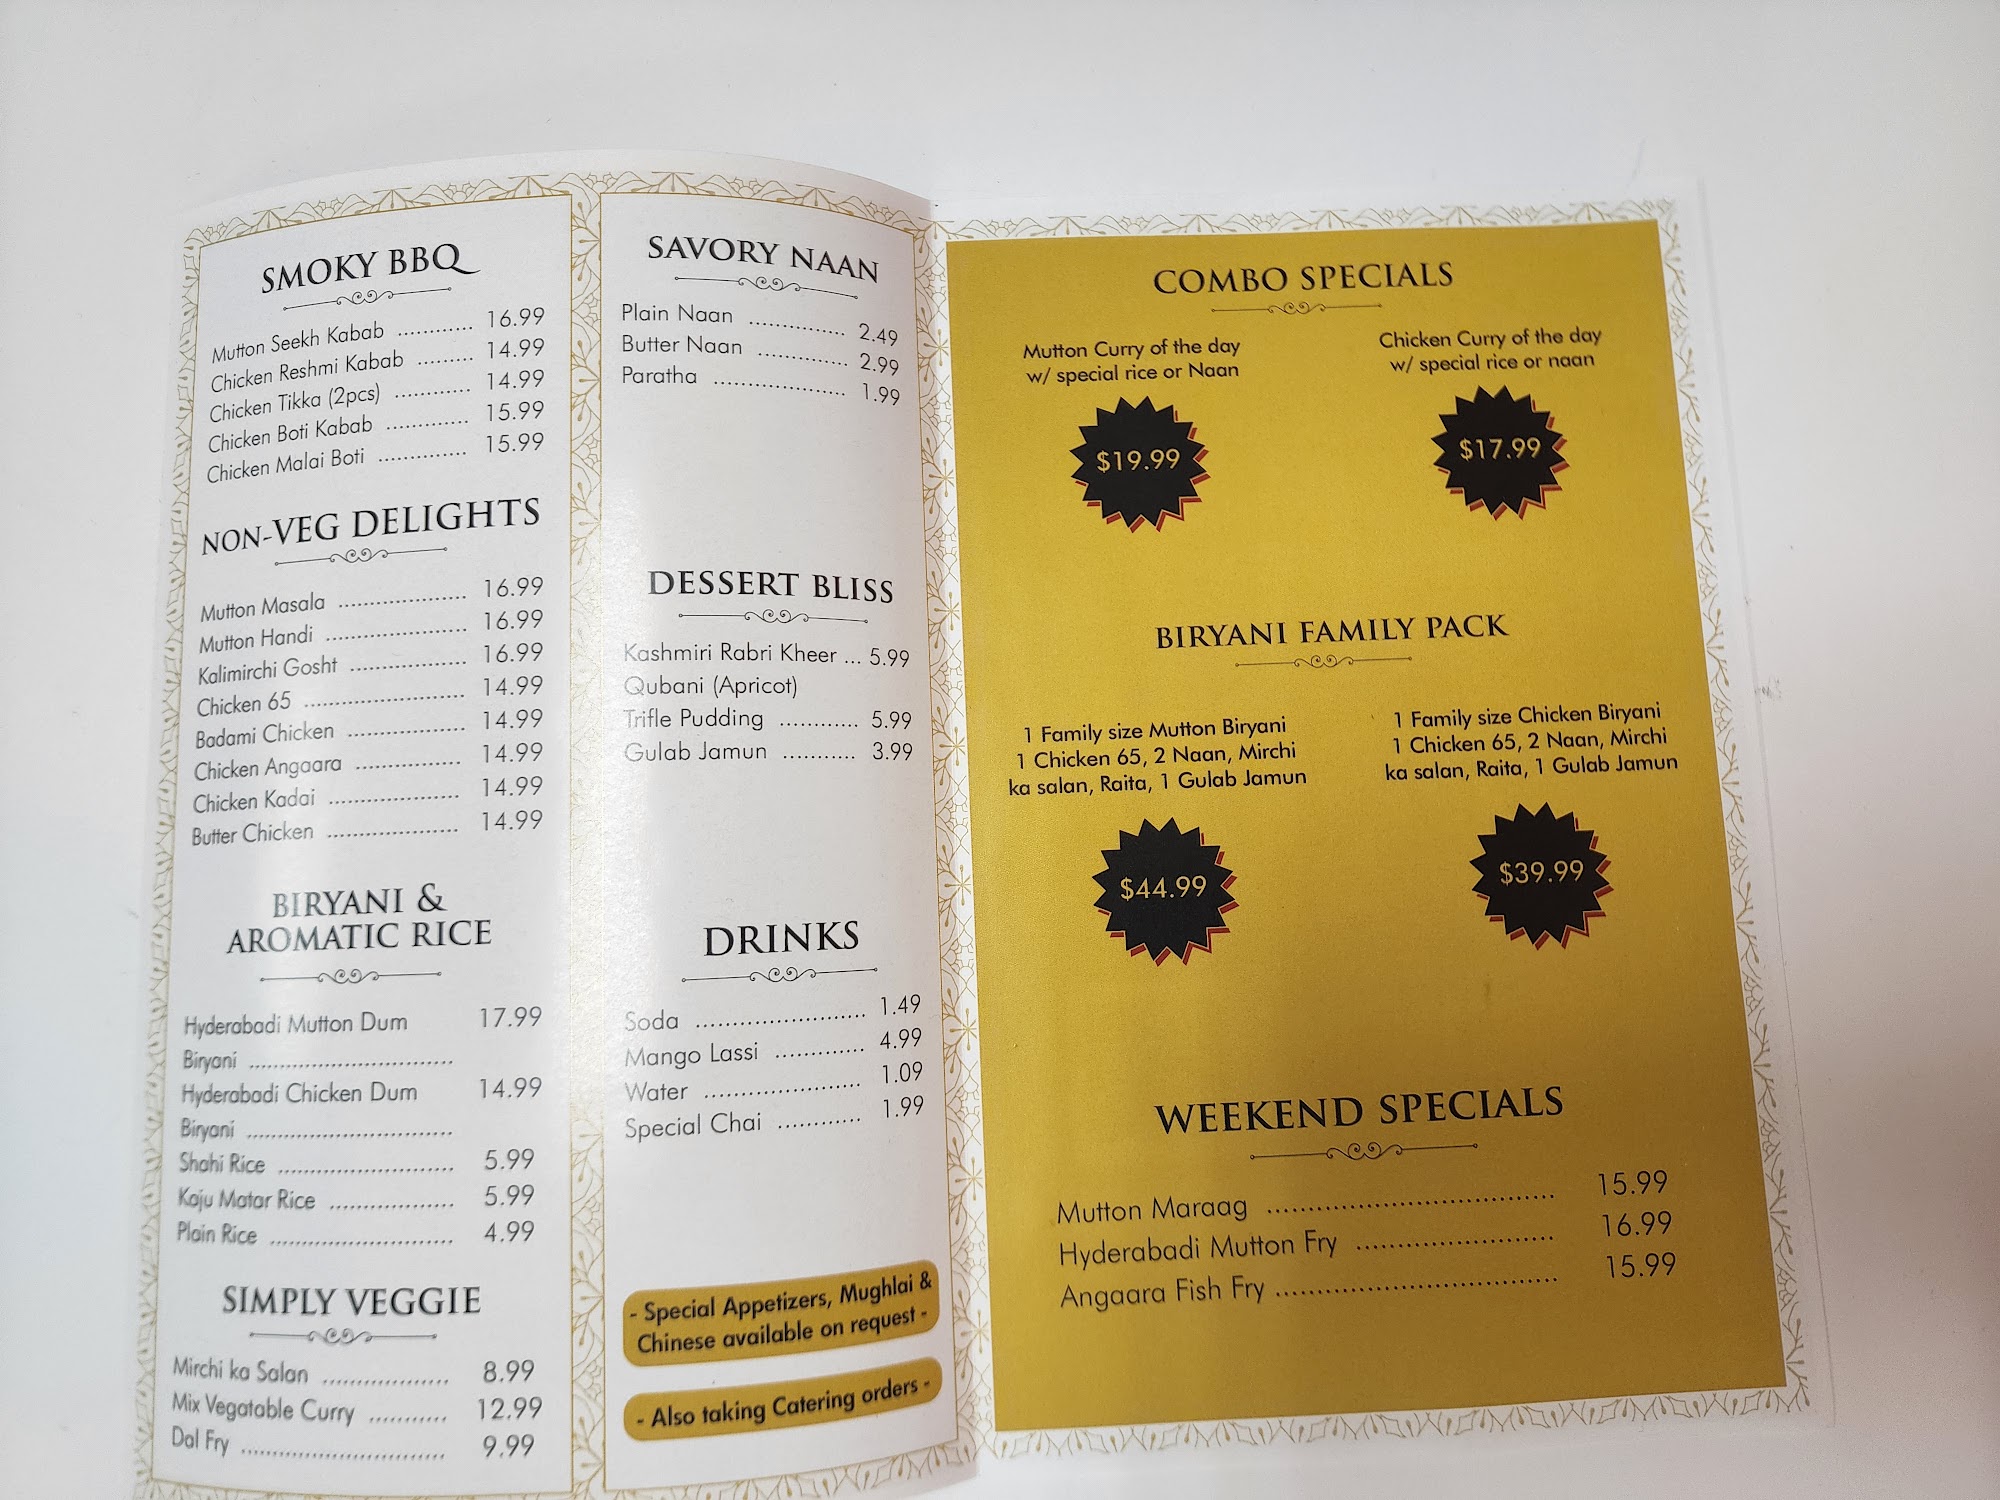 SMOKY BBQ
Mutton Seekh Kabab ............ 16.99
Chicken Reshmi Kabab ......... 14.99
Chicken Tikka (2pcs) ............ 14.99
Chicken Boti Kabab ............. 15.99
Chicken Malai Boti .............. 15.99
NON-VEG DELIGHTS
Mutton Masala ..................... 16.99
Mutton Handi ....................... 16.99
Kalimirchi Gosht ................... 16.99
Chicken 65 .......................... 14.99
Badami Chicken ................... 14.99
Chicken Angaara ................. 14.99
Chicken Kadai ..................... 14.99
Butter Chicken ..................... 14.99
BIRYANI &
AROMATIC RICE
Hyderabadi Mutton Dum 17.99
Biryani .................................
Hyderabadi Chicken Dum 14.99
Biryani .................................
Shahi Rice ............................ 5.99
Kaju Matar Rice .................... 5.99
Plain Rice ............................. 4.99
SIMPLY VEGGIE
Mirchi ka Salan .................... 8.99
Mix Vegatable Curry ............ 12.99
Dal Fry ................................. 9.99
SAVORY NAAN
Plain Naan ............... 2.49
Butter Naan .............. 2.99
Paratha ..................... 1.99
DESSERT BLISS
Kashmiri Rabri Kheer ... 5.99
Qubani (Apricot)
Trifle Pudding ............ 5.99
Gulab Jamun ........... 3.99
DRINKS
Soda ........................... 1.49
Mango Lassi .............. 4.99
Water ......................... 1.09
Special Chai ............ 1.99
- Special Appetizers, Mughlai &
Chinese available on request -
- Also taking Catering orders -
COMBO SPECIALS
Mutton Curry of the day
w/ special rice or Naan
$19.99
Chicken Curry of the day
w/ special rice or naan
$17.99
BIRYANI FAMILY PACK
1 Family size Mutton Biryani
1 Chicken 65, 2 Naan, Mirchi
ka salan, Raita, 1 Gulab Jamun
$44.99
1 Family size Chicken Biryani
1 Chicken 65, 2 Naan, Mirchi
ka salan, Raita, 1 Gulab Jamun
$39.99
WEEKEND SPECIALS
Mutton Maraag .................................... 15.99
Hyderabadi Mutton Fry ......................... 16.99
Angaara Fish Fry ................................... 15.99